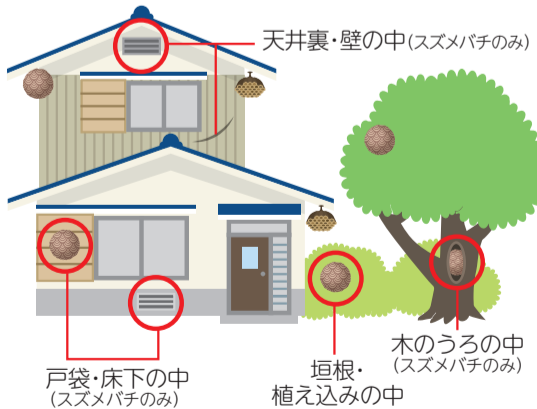 天井裏・壁の中(スズメバチのみ)
木のうろの中
(スズメバチのみ)
垣根・
植え込みの中
戸袋・床下の中
(スズメバチのみ)